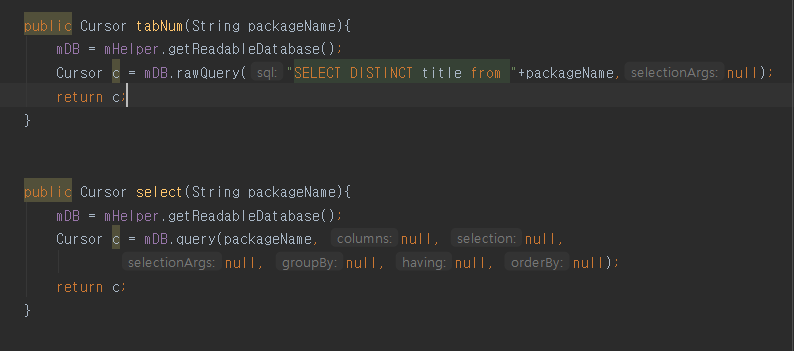 public Cursor tabNum(String packageName){
mDB = mHelper.getReadableDatabase();
Cursor c = mDB.rawQuery( sql: "SELECT DISTINCT title from "+packageName, selectionArgs: null);
return c;
}
public Cursor select(String packageName){
mDB = mHelper.getReadableDatabase();
Cursor c = mDB.query(packageName, columns: null, selection: null,
selectionArgs: null, groupBy: null, having: null, orderBy: null);
return c;
}